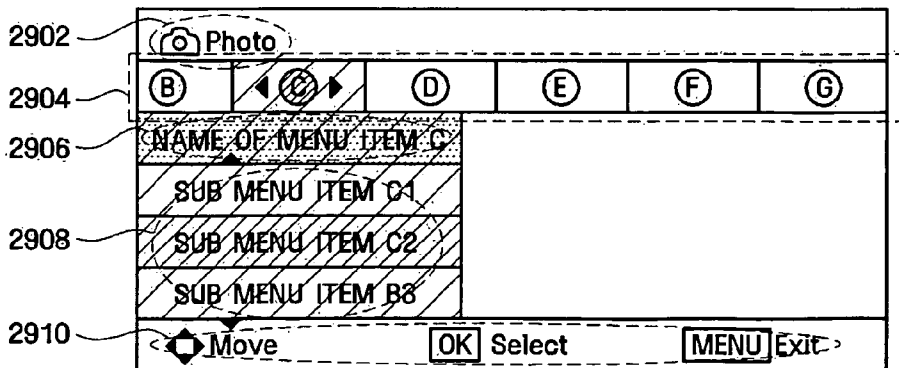 2902 Photo
2904 B C D E F G
2906 NAME OF MENU ITEM C
SUB MENU ITEM C1
2908 SUB MENU ITEM C2
SUB MENU ITEM B3
2910 Move OK Select MENU Exit